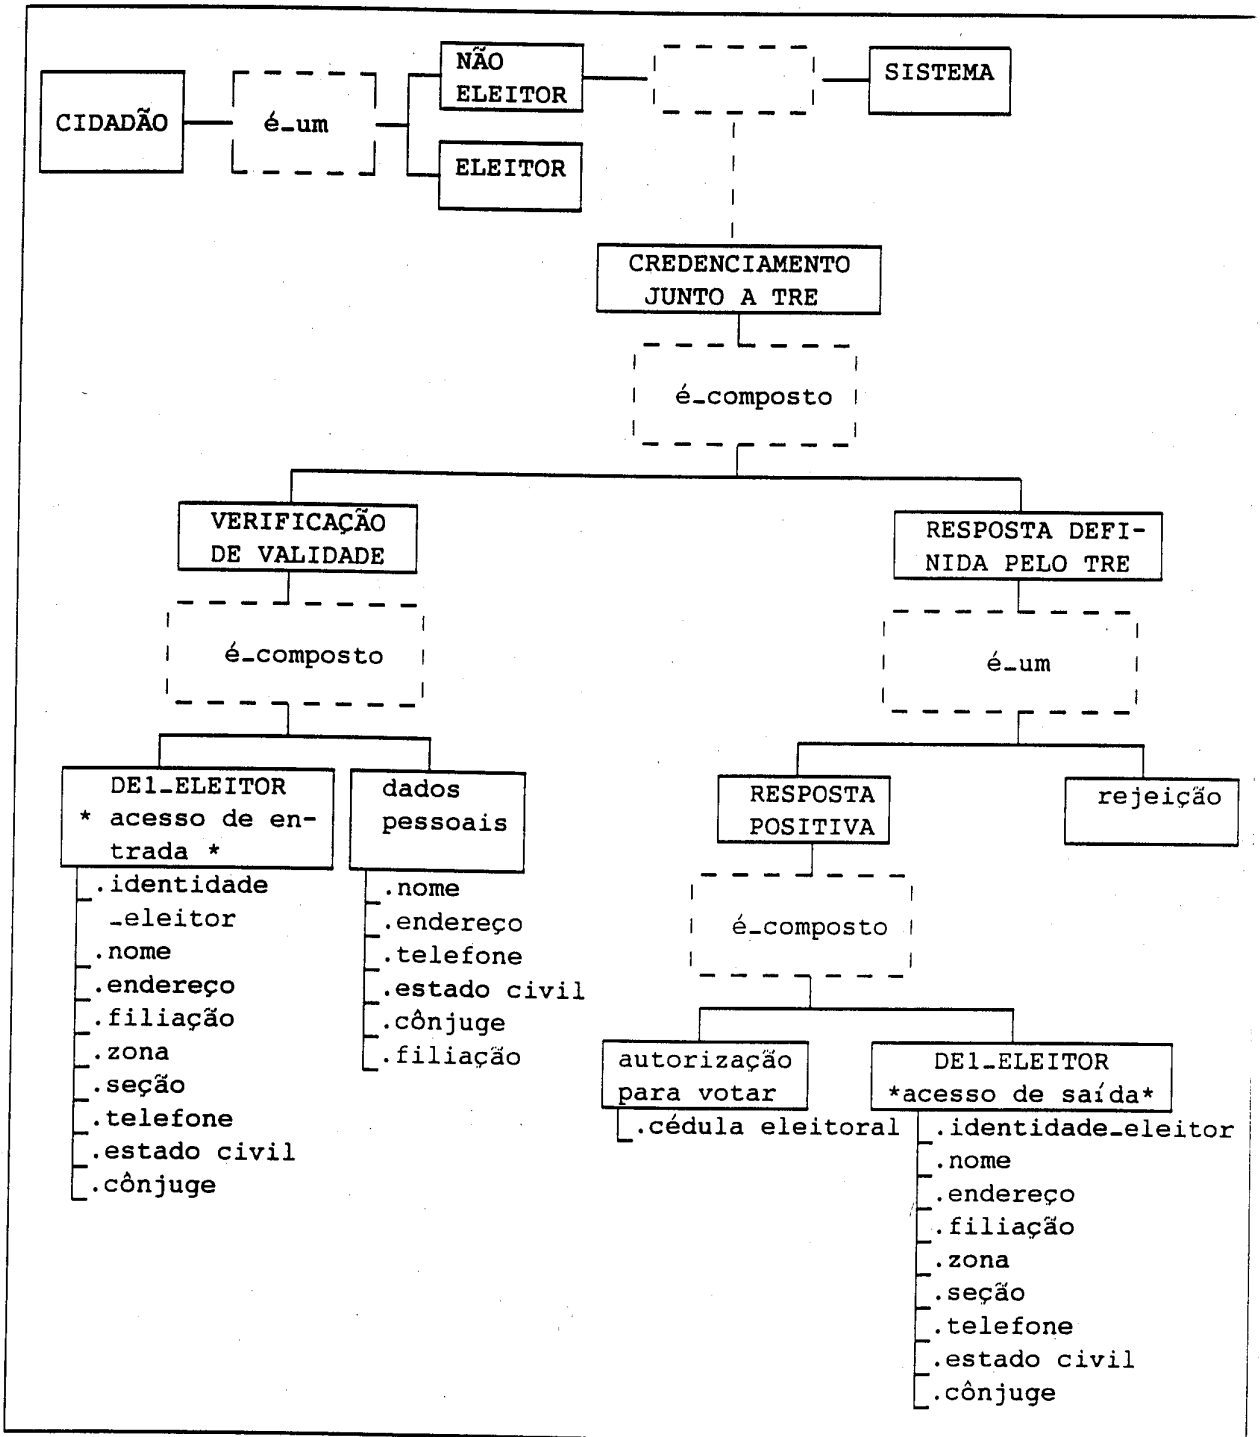 CIDADÃO
é_um
NÃO
ELEITOR
ELEITOR
SISTEMA
CREDENCIAMENTO
JUNTO A TRE
é_composto
VERIFICAÇÃO
DE VALIDADE
é_composto
DE1_ELEITOR
* acesso de en-
trada *
.identidade
_eleitor
.nome
.endereço
.filiação
.zona
.seção
.telefone
.estado civil
.cônjuge
dados
pessoais
.nome
.endereço
.telefone
.estado civil
.cônjuge
.filiação
RESPOSTA DEFI-
NIDA PELO TRE
é_um
RESPOSTA
POSITIVA
é_composto
autorização
para votar
.cédula eleitoral
DE1_ELEITOR
*acesso de saída*
.identidade_eleitor
.nome
.endereço
.filiação
.zona
.seção
.telefone
.estado civil
.cônjuge
rejeição